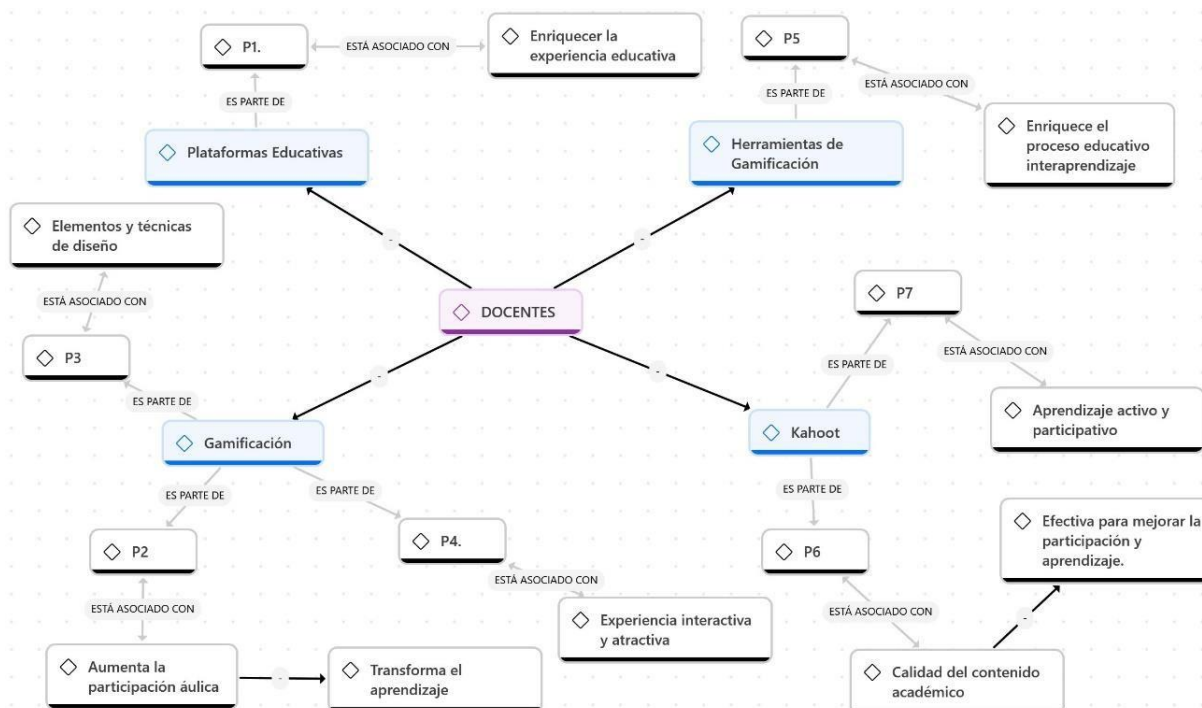 P1.
ESTÁ ASOCIADO CON
Enriquecer la
experiencia educativa
P5
ES PARTE DE
ES PARTE DE
ESTÁ ASOCIADO CON
Plataformas Educativas
Herramientas de
Gamificación
Enriquece el
proceso educativo
interaprendizaje
Elementos y técnicas
de diseño
-
-
ESTÁ ASOCIADO CON
DOCENTES
P7
P3
ES PARTE DE
ESTÁ ASOCIADO CON
-
-
ES PARTE DE
Gamificación
Kahoot
Aprendizaje activo y
participativo
ES PARTE DE
ES PARTE DE
ES PARTE DE
P2
P4.
P6
Efectiva para mejorar la
participación y
aprendizaje.
ESTÁ ASOCIADO CON
ESTÁ ASOCIADO CON
ESTÁ ASOCIADO CON
-
Experiencia interactiva
y atractiva
Aumenta la
participación áulica
-
Transforma el
aprendizaje
Calidad del contenido
académico